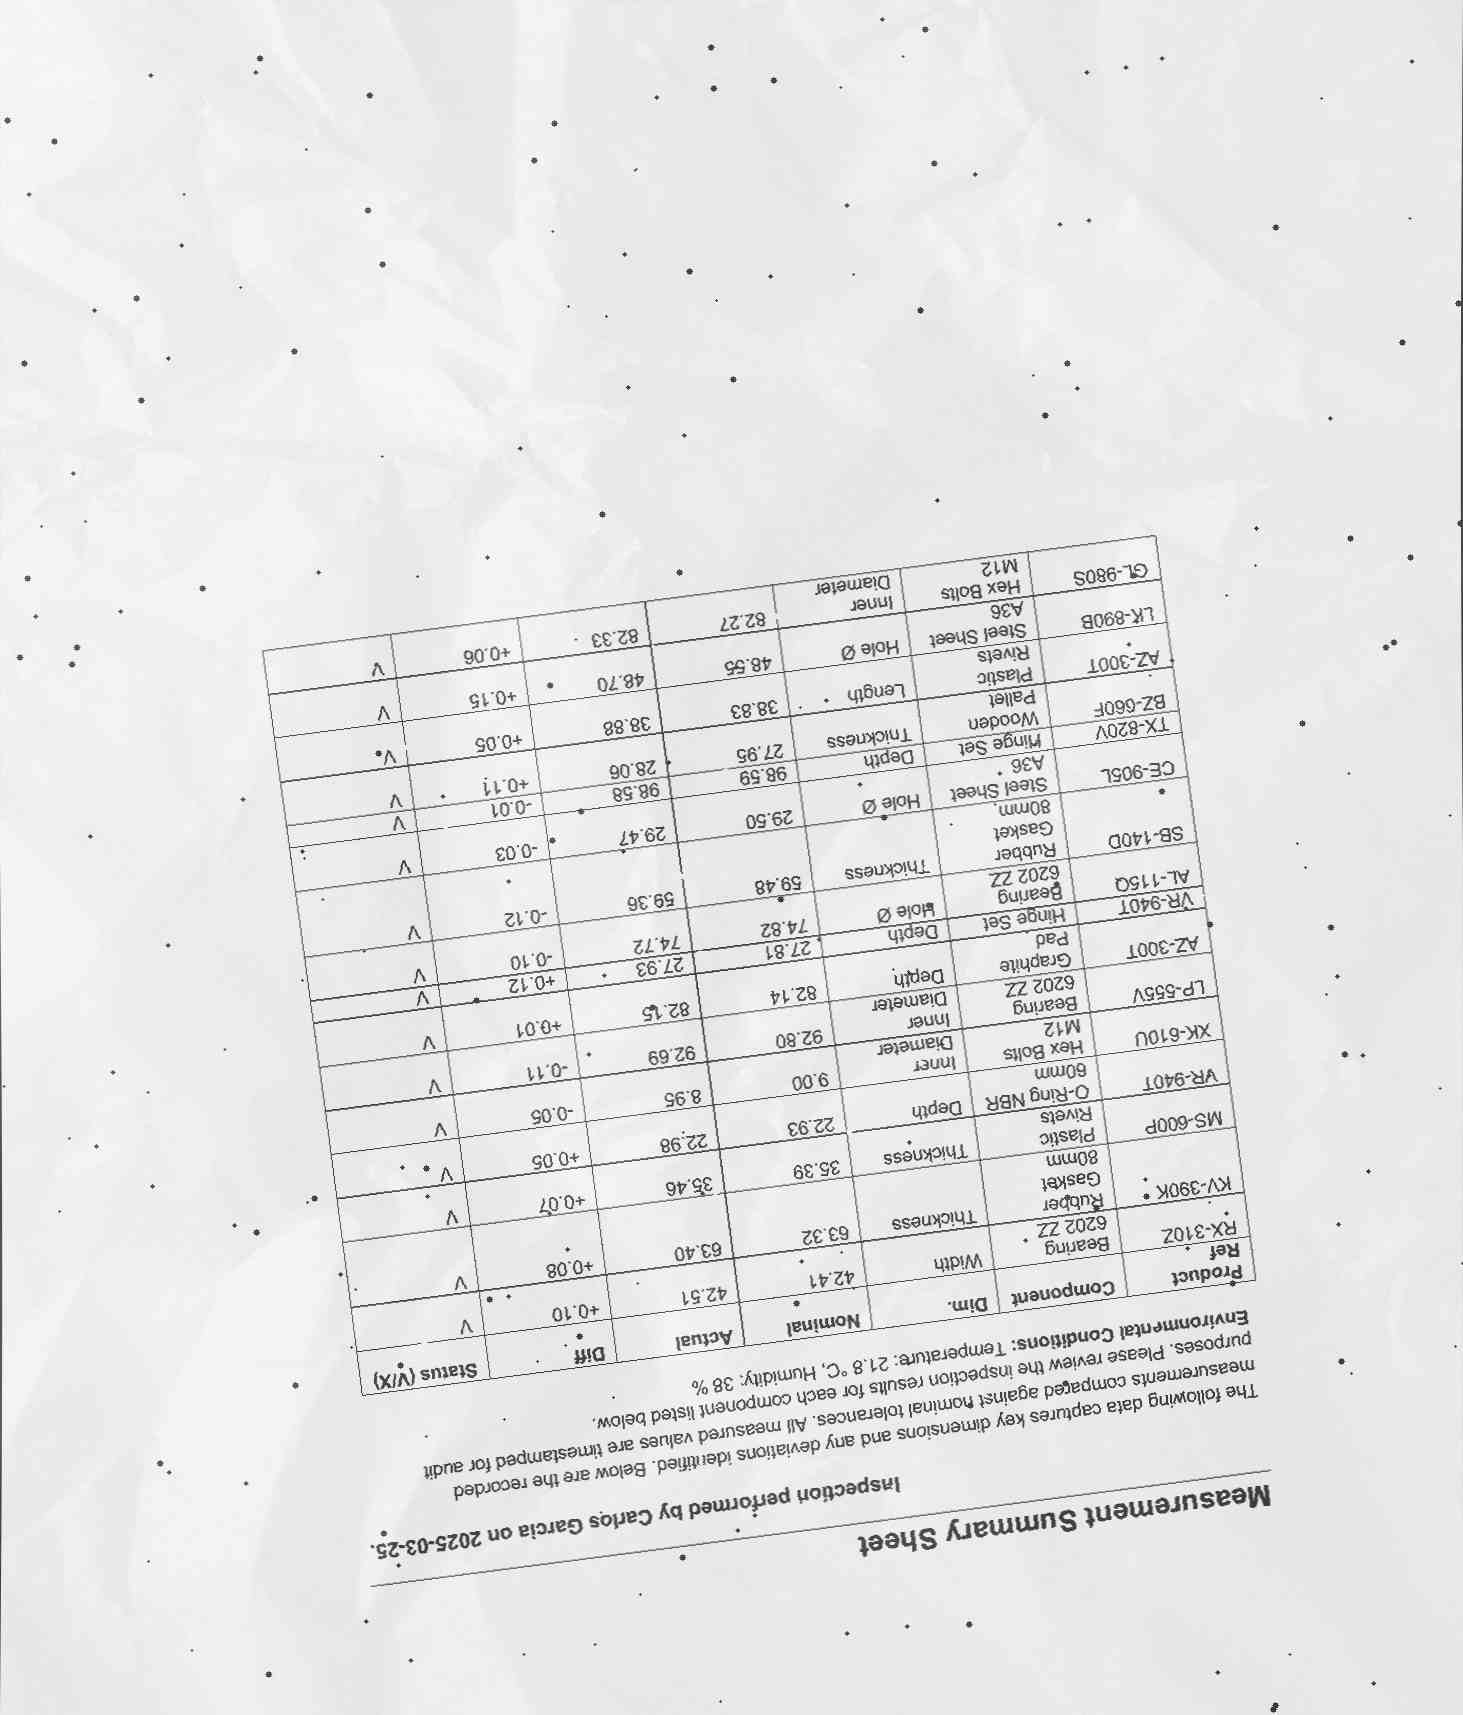 Measurement Summary Sheet
Inspection performed by Carlos Garcia on 2025-03-25.
The following data captures key dimensions and any deviations identified. Below are the recorded
measurements compared against nominal tolerances. All measured values are timestamped for audit
purposes. Please review the inspection results for each component listed below.
Environmental Conditions: Temperature: 21.8 °C, Humidity: 38 %
Product Ref Component Dim. Nominal Actual Diff Status (V/X)
RX-310Z Bearing 6202 ZZ Width 42.41 42.51 +0.10 V
KV-390K Rubber Gasket 80mm Thickness 63.32 63.40 +0.08 V
MS-600P Plastic Rivets Thickness 35.39 35.46 +0.07 V
VR-940T O-Ring NBR 60mm Depth 22.93 22.98 +0.05 V
XK-610U Hex Bolts M12 Inner Diameter 9.00 8.95 -0.05 V
LP-555V Bearing 6202 ZZ Inner Diameter 92.80 92.69 -0.11 V
AZ-300T Graphite Pad Depth 82.14 82.15 +0.01 V
VR-940T Hinge Set Depth 27.81 27.93 +0.12 V
AL-115Q Bearing 6202 ZZ Hole Ø 74.82 74.72 -0.10 V
SB-140D Rubber Gasket 80mm Thickness 59.48 59.36 -0.12 V
CE-905L Steel Sheet A36 Hole Ø 29.50 29.47 -0.03 V
TX-820V Hinge Set Depth 98.59 98.58 -0.01 V
BZ-660F Wooden Pallet Thickness 27.95 28.06 +0.11 V
AZ-300T Plastic Rivets Length 38.83 38.88 +0.05 V
LK-890B Steel Sheet A36 Hole Ø 48.55 48.70 +0.15 V
GL-980S Hex Bolts M12 Inner Diameter 82.27 82.33 +0.06 V